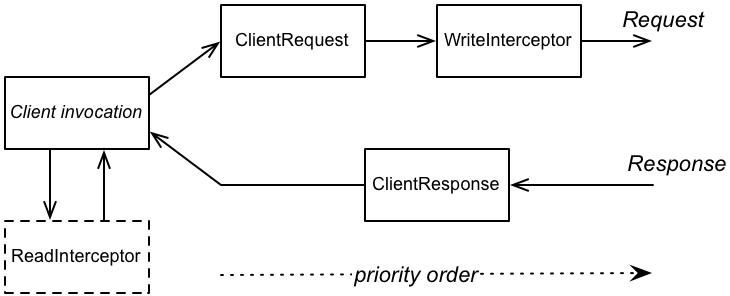 Request
ClientRequest
WriteInterceptor
Client invocation
Response
ClientResponse
ReadInterceptor
priority order